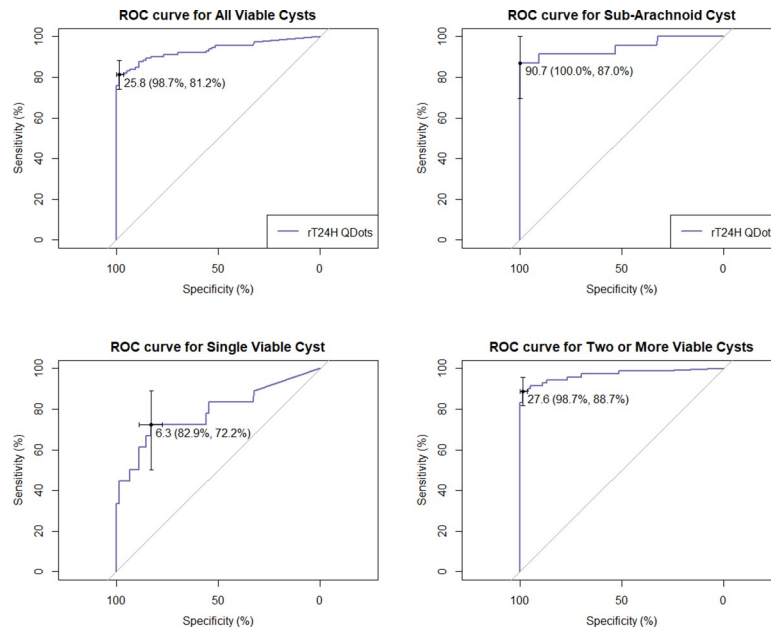 ROC curve for All Viable Cysts
100
80
60
40
20
0
Sensitivity (%)
25.8 (98.7%, 81.2%)
rT24H QDots
100 50 0
Specificity (%)
ROC curve for Sub-Arachnoid Cyst
100
80
60
40
20
0
Sensitivity (%)
90.7 (100.0%, 87.0%)
rT24H QDots
100 50 0
Specificity (%)
ROC curve for Single Viable Cyst
100
80
60
40
20
0
Sensitivity (%)
6.3 (82.9%, 72.2%)
100 50 0
Specificity (%)
ROC curve for Two or More Viable Cysts
100
80
60
40
20
0
Sensitivity (%)
27.6 (98.7%, 88.7%)
100 50 0
Specificity (%)